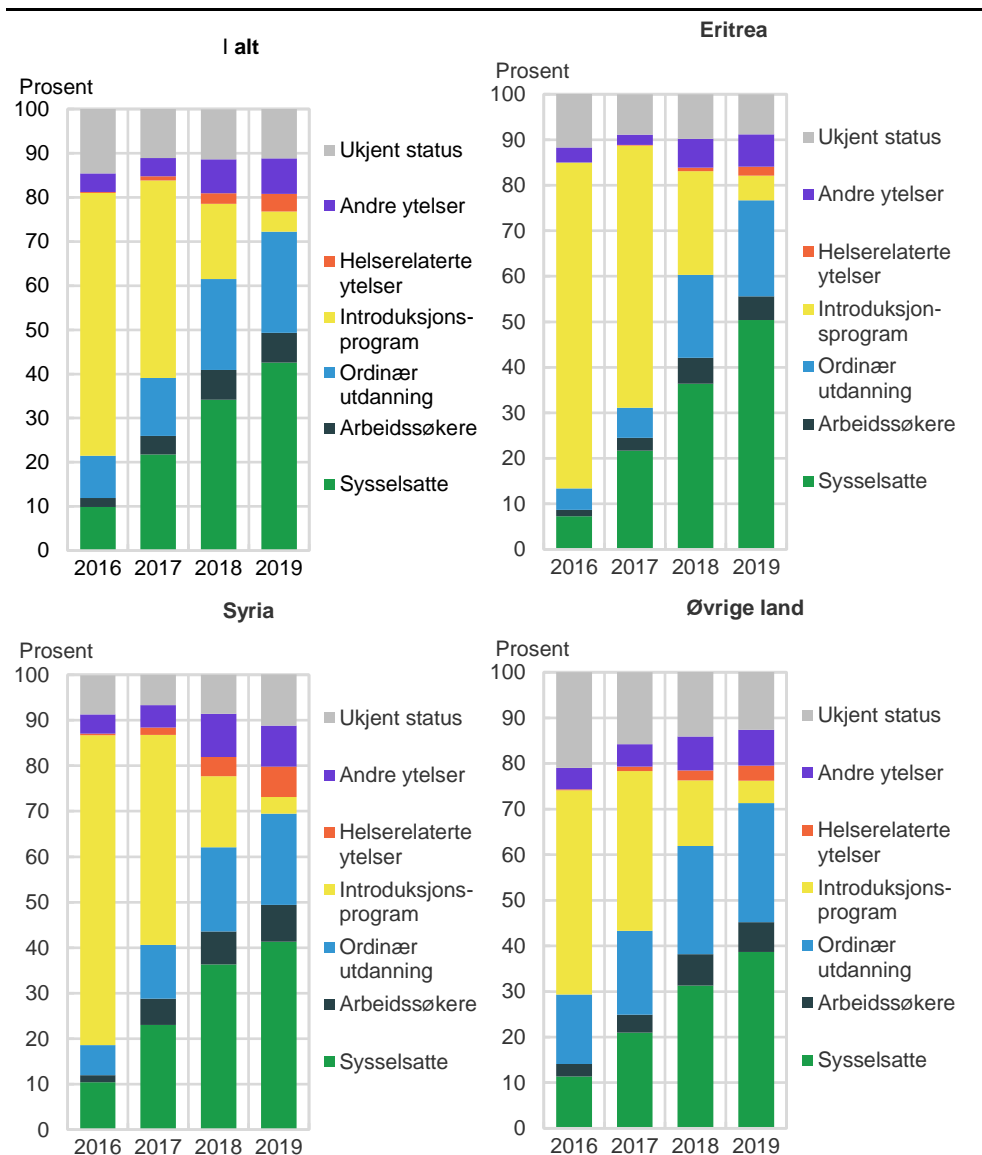 I alt
Prosent
100
90
80
70
60
50
40
30
20
10
0
2016 2017 2018 2019
Ukjent status
Andre ytelser
Helserelaterte
ytelser
Introduksjons-
program
Ordinær
utdanning
Arbeidssøkere
Sysselsatte
Eritrea
Prosent
100
90
80
70
60
50
40
30
20
10
0
2016 2017 2018 2019
Ukjent status
Andre ytelser
Helserelaterte
ytelser
Introduksjon-
sprogram
Ordinær
utdanning
Arbeidssøkere
Sysselsatte
Syria
Prosent
100
90
80
70
60
50
40
30
20
10
0
2016 2017 2018 2019
Ukjent status
Andre ytelser
Helserelaterte
ytelser
Introduksjons-
program
Ordinær
utdanning
Arbeidssøkere
Sysselsatte
Øvrige land
Prosent
100
90
80
70
60
50
40
30
20
10
0
2016 2017 2018 2019
Ukjent status
Andre ytelser
Helserelaterte
ytelser
Introduksjons-
program
Ordinær
utdanning
Arbeidssøkere
Sysselsatte